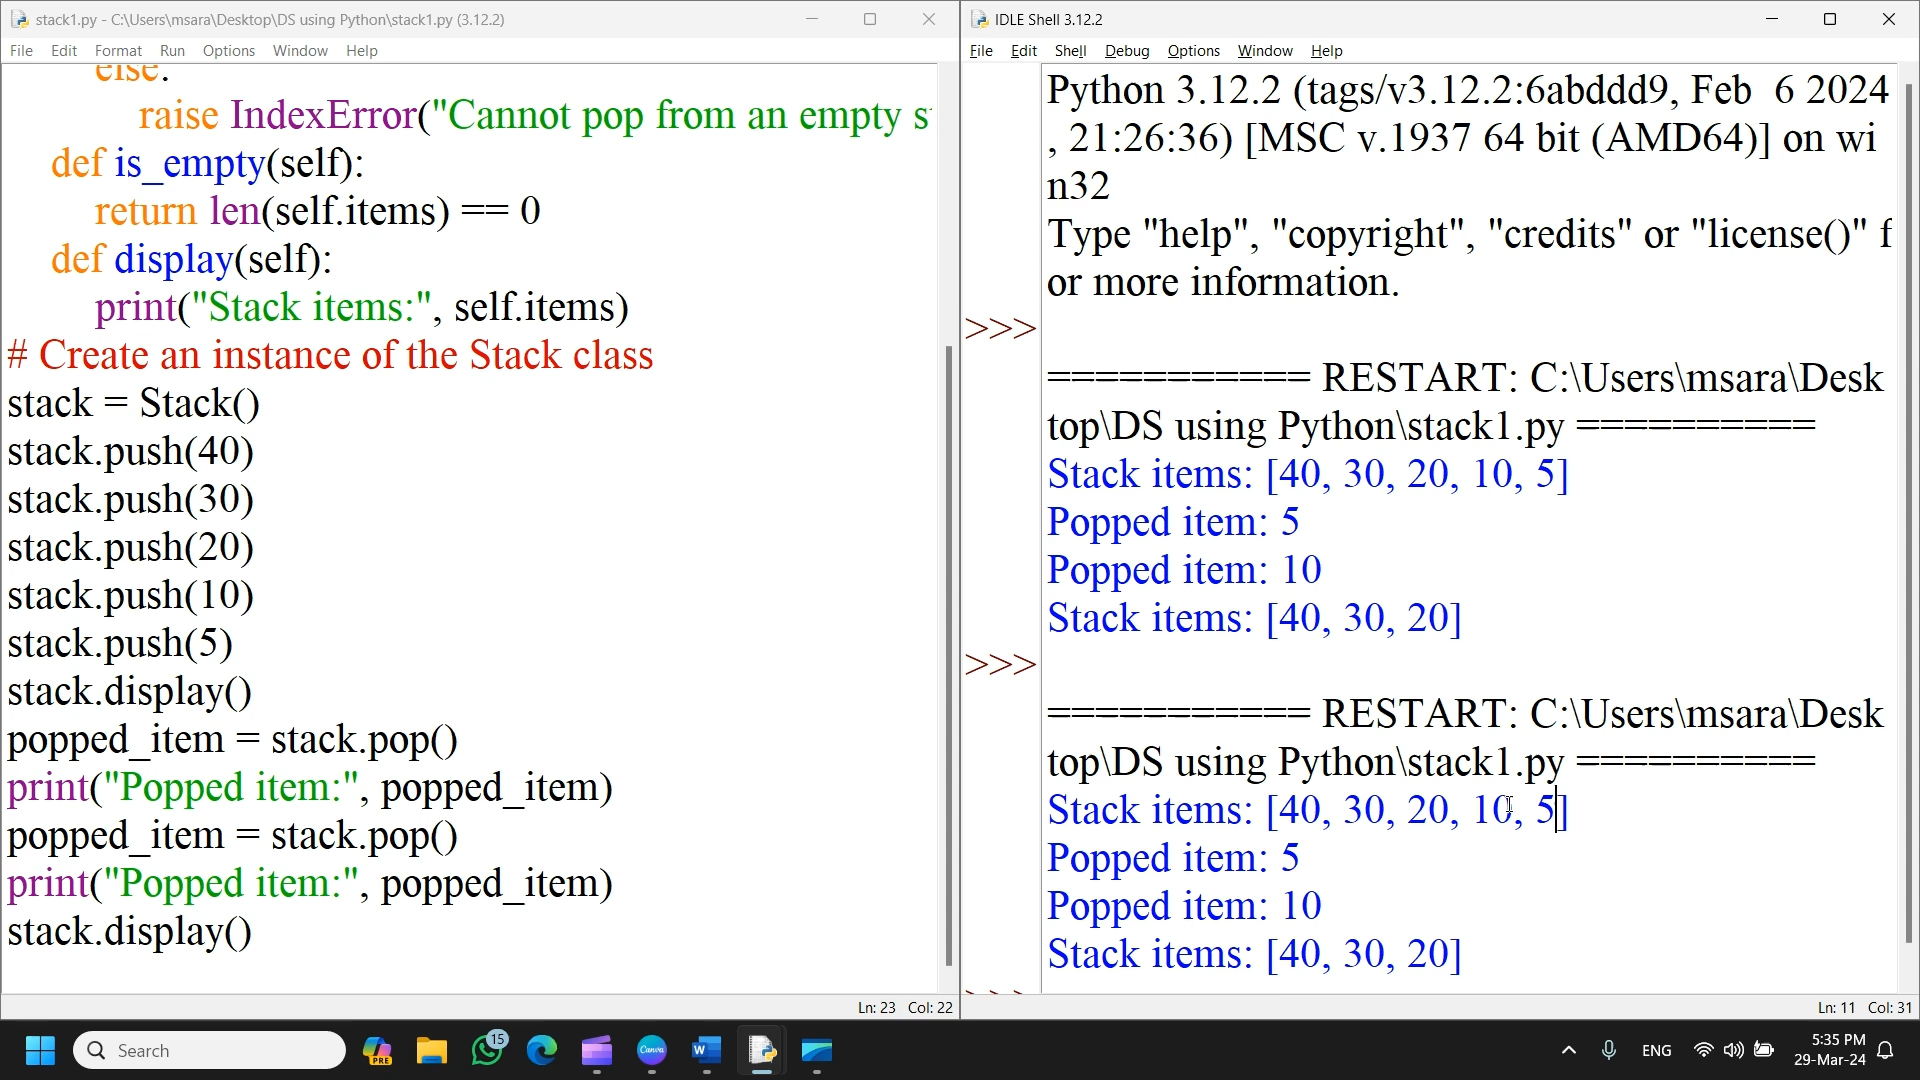 stack1.py - C:\Users\msara\Desktop\DS using Python\stack1.py (3.12.2)
File Edit Format Run Options Window Help
else:
raise IndexError("Cannot pop from an empty s
def is_empty(self):
return len(self.items) == 0
def display(self):
print("Stack items:", self.items)
# Create an instance of the Stack class
stack = Stack()
stack.push(40)
stack.push(30)
stack.push(20)
stack.push(10)
stack.push(5)
stack.display()
popped_item = stack.pop()
print("Popped item:", popped_item)
popped_item = stack.pop()
print("Popped item:", popped_item)
stack.display()
Ln: 23 Col: 22
IDLE Shell 3.12.2
File Edit Shell Debug Options Window Help
Python 3.12.2 (tags/v3.12.2:6abddd9, Feb  6 2024
, 21:26:36) [MSC v.1937 64 bit (AMD64)] on wi
n32
Type "help", "copyright", "credits" or "license()" f
or more information.
>>>
=========== RESTART: C:\Users\msara\Desk
top\DS using Python\stack1.py ==========
Stack items: [40, 30, 20, 10, 5]
Popped item: 5
Popped item: 10
Stack items: [40, 30, 20]
>>>
=========== RESTART: C:\Users\msara\Desk
top\DS using Python\stack1.py ==========
Stack items: [40, 30, 20, 10, 5]
Popped item: 5
Popped item: 10
Stack items: [40, 30, 20]
>>>
Ln: 11 Col: 31
Search
PRE
15
Canva
W
ENG
5:35 PM
29-Mar-24